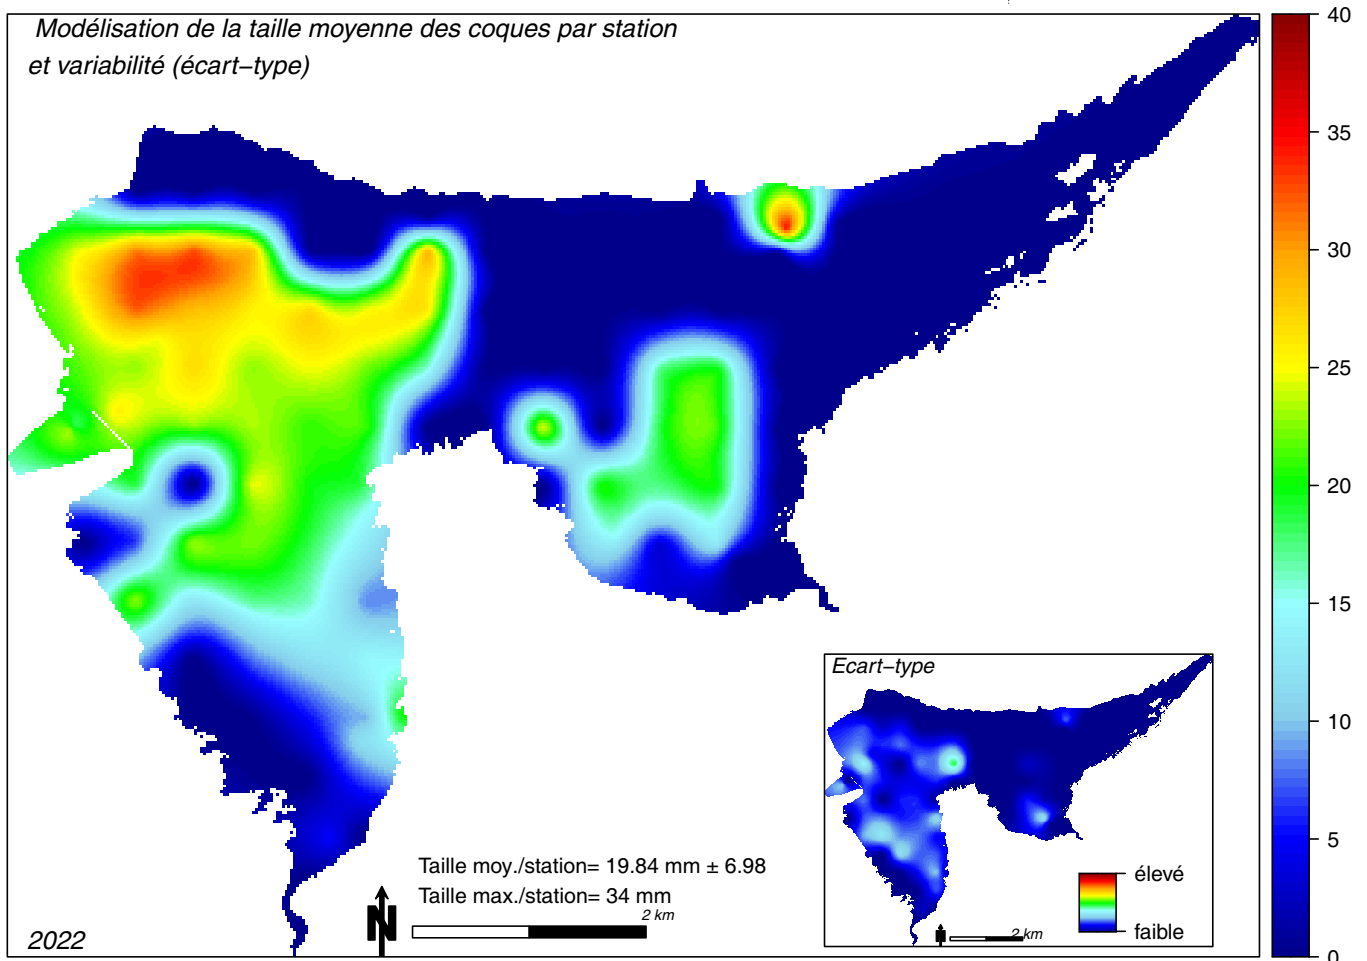 Modélisation de la taille moyenne des coques par station
et variabilité (écart−type)
40
35
30
25
20
15
10
5
0
Ecart−type
élevé
faible
2 km
N
Taille moy./station= 19.84 mm ± 6.98
Taille max./station= 34 mm
2 km
N
2022